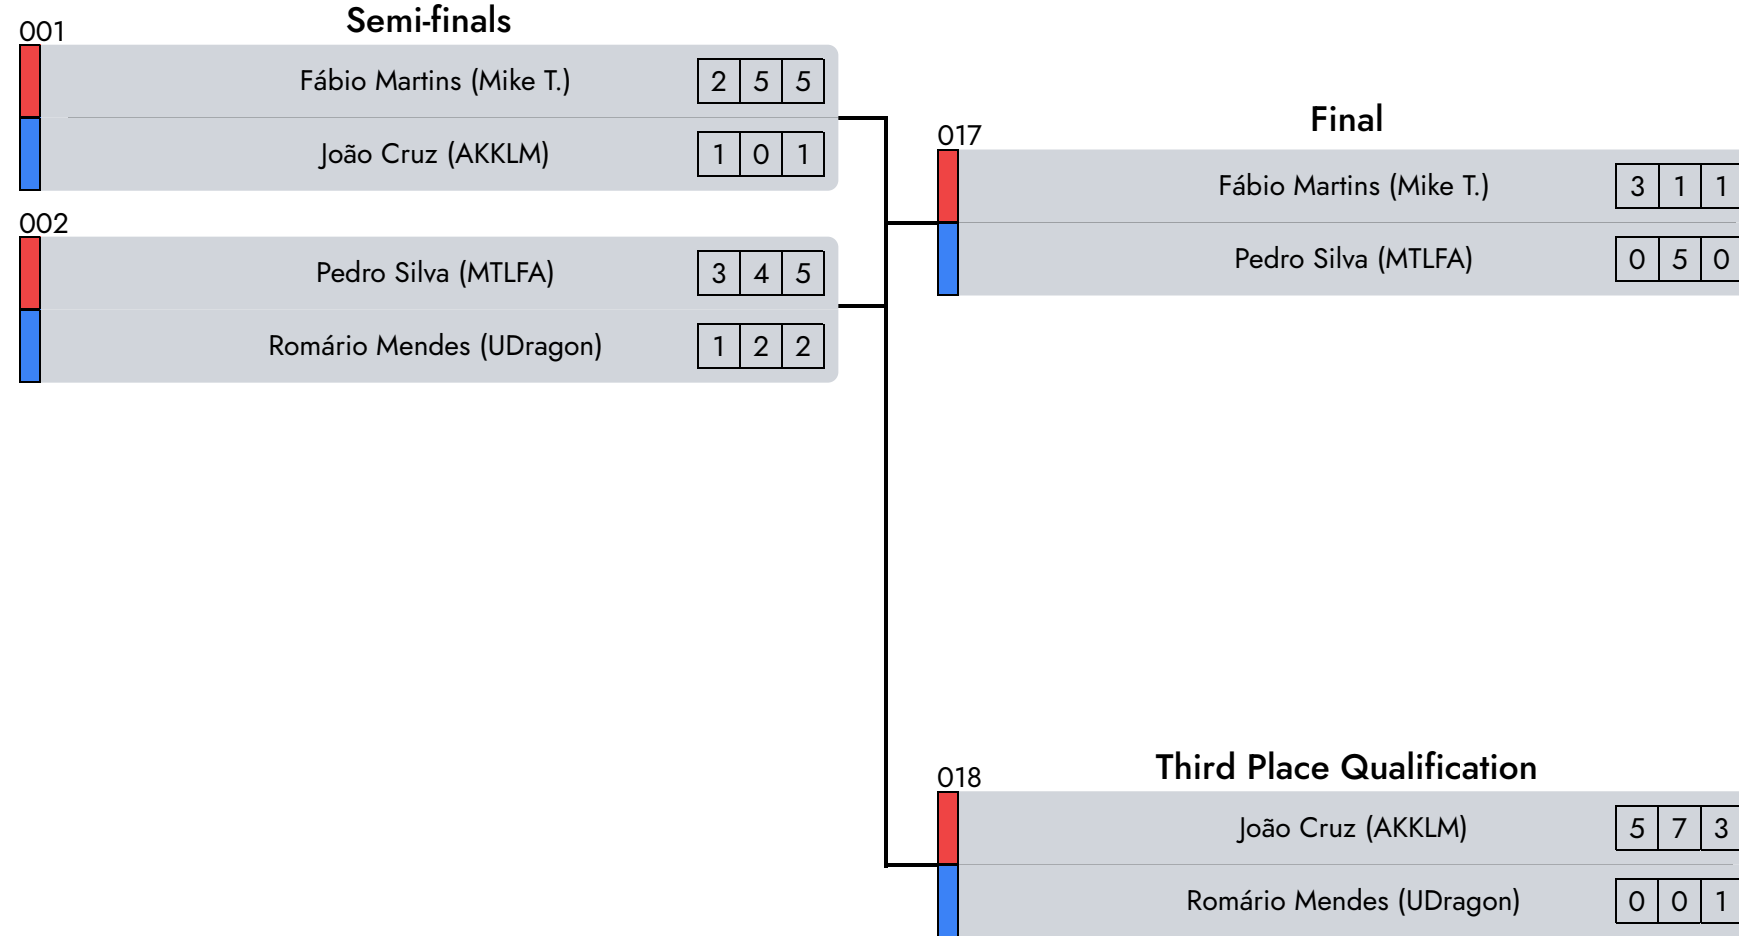 Semi-finals
001
Fábio Martins (Mike T.) 2 5 5
João Cruz (AKKLM) 1 0 1
002
Pedro Silva (MTLFA) 3 4 5
Romário Mendes (UDragon) 1 2 2
Final
017
Fábio Martins (Mike T.) 3 1 1
Pedro Silva (MTLFA) 0 5 0
Third Place Qualification
018
João Cruz (AKKLM) 5 7 3
Romário Mendes (UDragon) 0 0 1